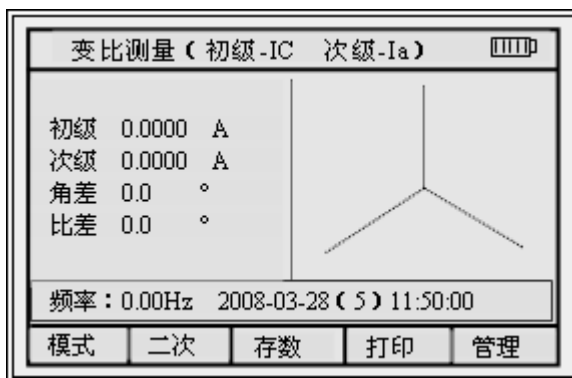 变比测量(初级-IC 次级-Ia)
初级 0.0000 A
次级 0.0000 A
角差 0.0 °
比差 0.0 °
频率:0.00Hz 2008-03-28(5)11:50:00
模式 二次 存数 打印 管理